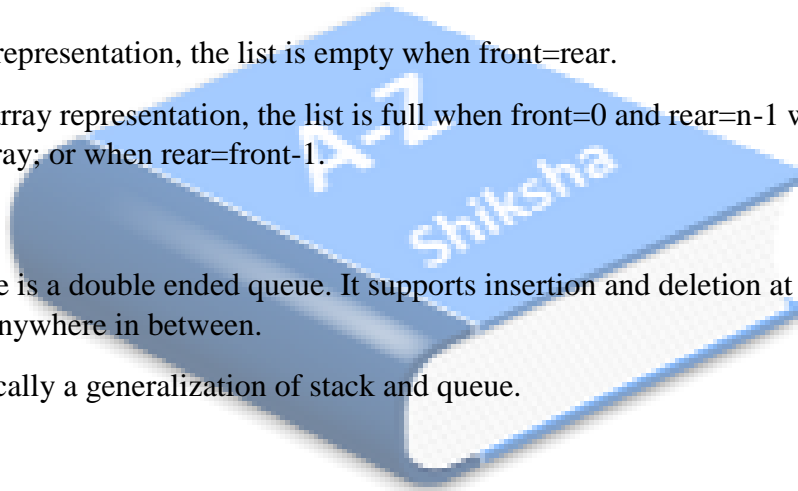 representation, the list is empty when front=rear.
rray representation, the list is full when front=0 and rear=n-1 w
ray; or when rear=front-1.
A-Z
Shiksha
e is a double ended queue. It supports insertion and deletion at
nywhere in between.
cally a generalization of stack and queue.